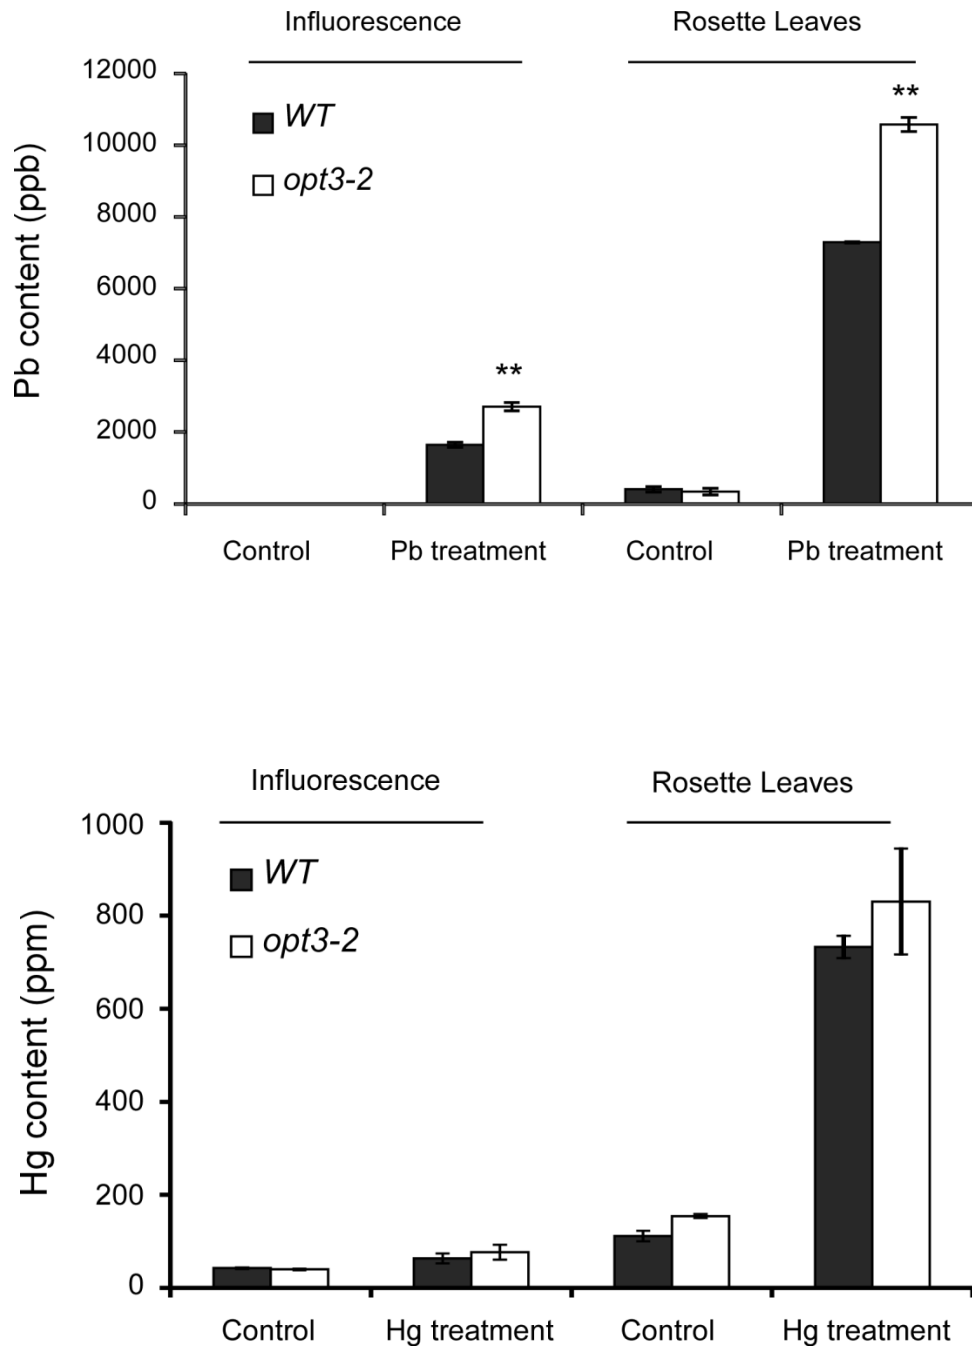 Influorescence Rosette Leaves
12000
10000
8000
6000
4000
2000
0
Pb content (ppb)
WT
opt3-2
**
**
Control Pb treatment Control Pb treatment
Influorescence Rosette Leaves
1000
800
600
400
200
0
Hg content (ppm)
WT
opt3-2
Control Hg treatment Control Hg treatment